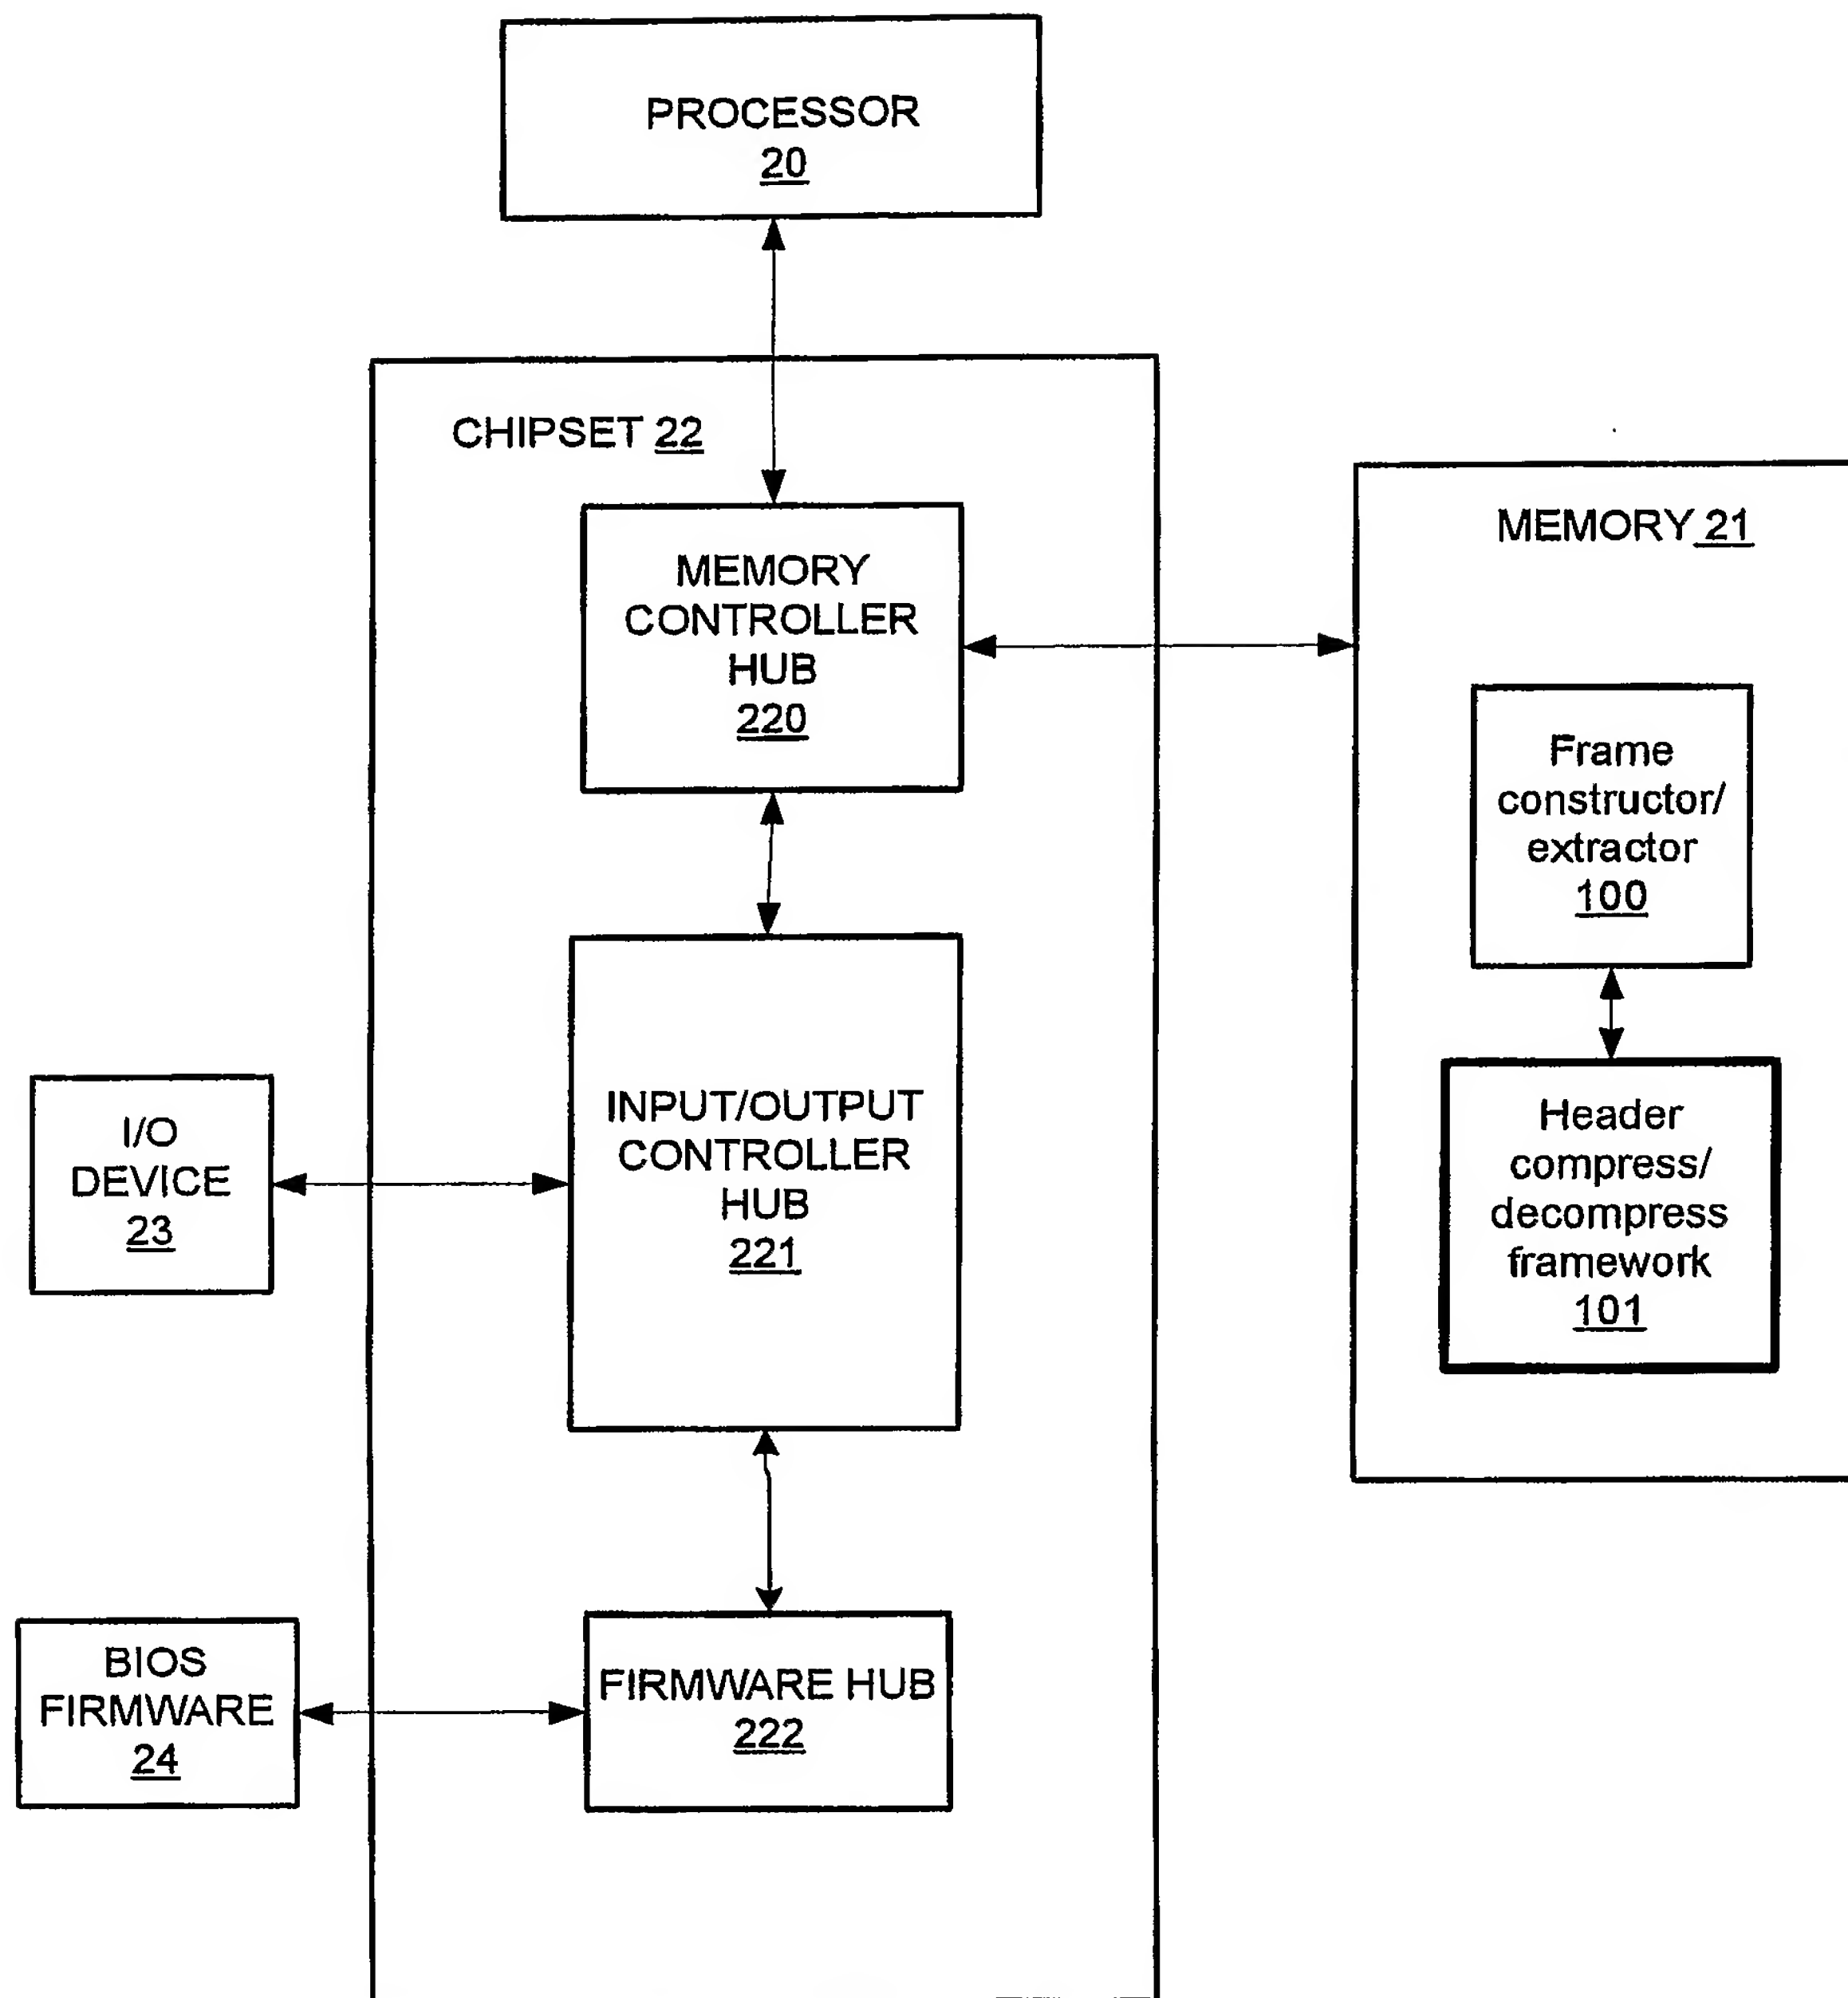 PROCESSOR
20
CHIPSET 22
MEMORY
CONTROLLER
HUB
220
MEMORY 21
Frame
constructor/
extractor
100
Header
compress/
decompress
framework
101
INPUT/OUTPUT
CONTROLLER
HUB
221
I/O
DEVICE
23
FIRMWARE HUB
222
BIOS
FIRMWARE
24